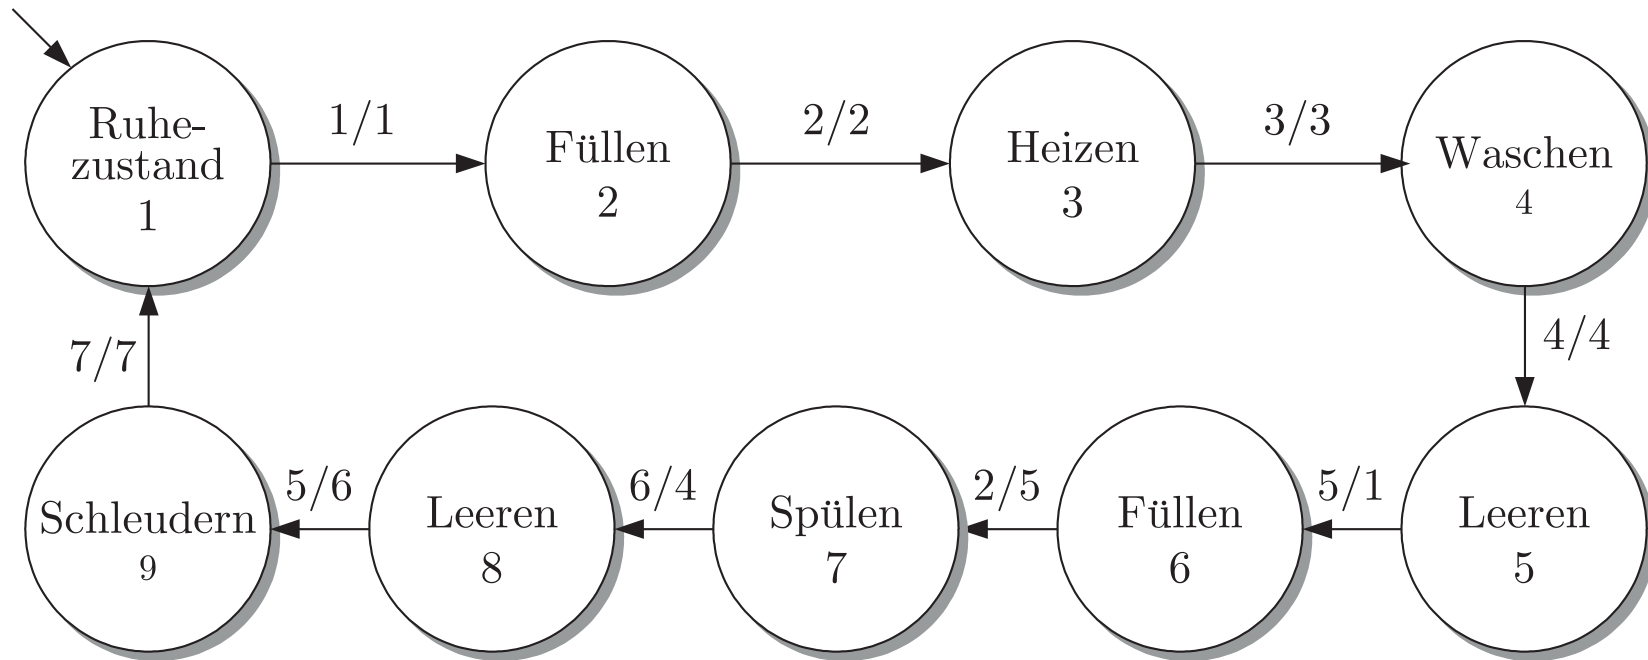 Ruhe-
zustand
1
1/1
Füllen
2
2/2
Heizen
3
3/3
Waschen
4
7/7
4/4
Schleudern
9
5/6
Leeren
8
6/4
Spülen
7
2/5
Füllen
6
5/1
Leeren
5